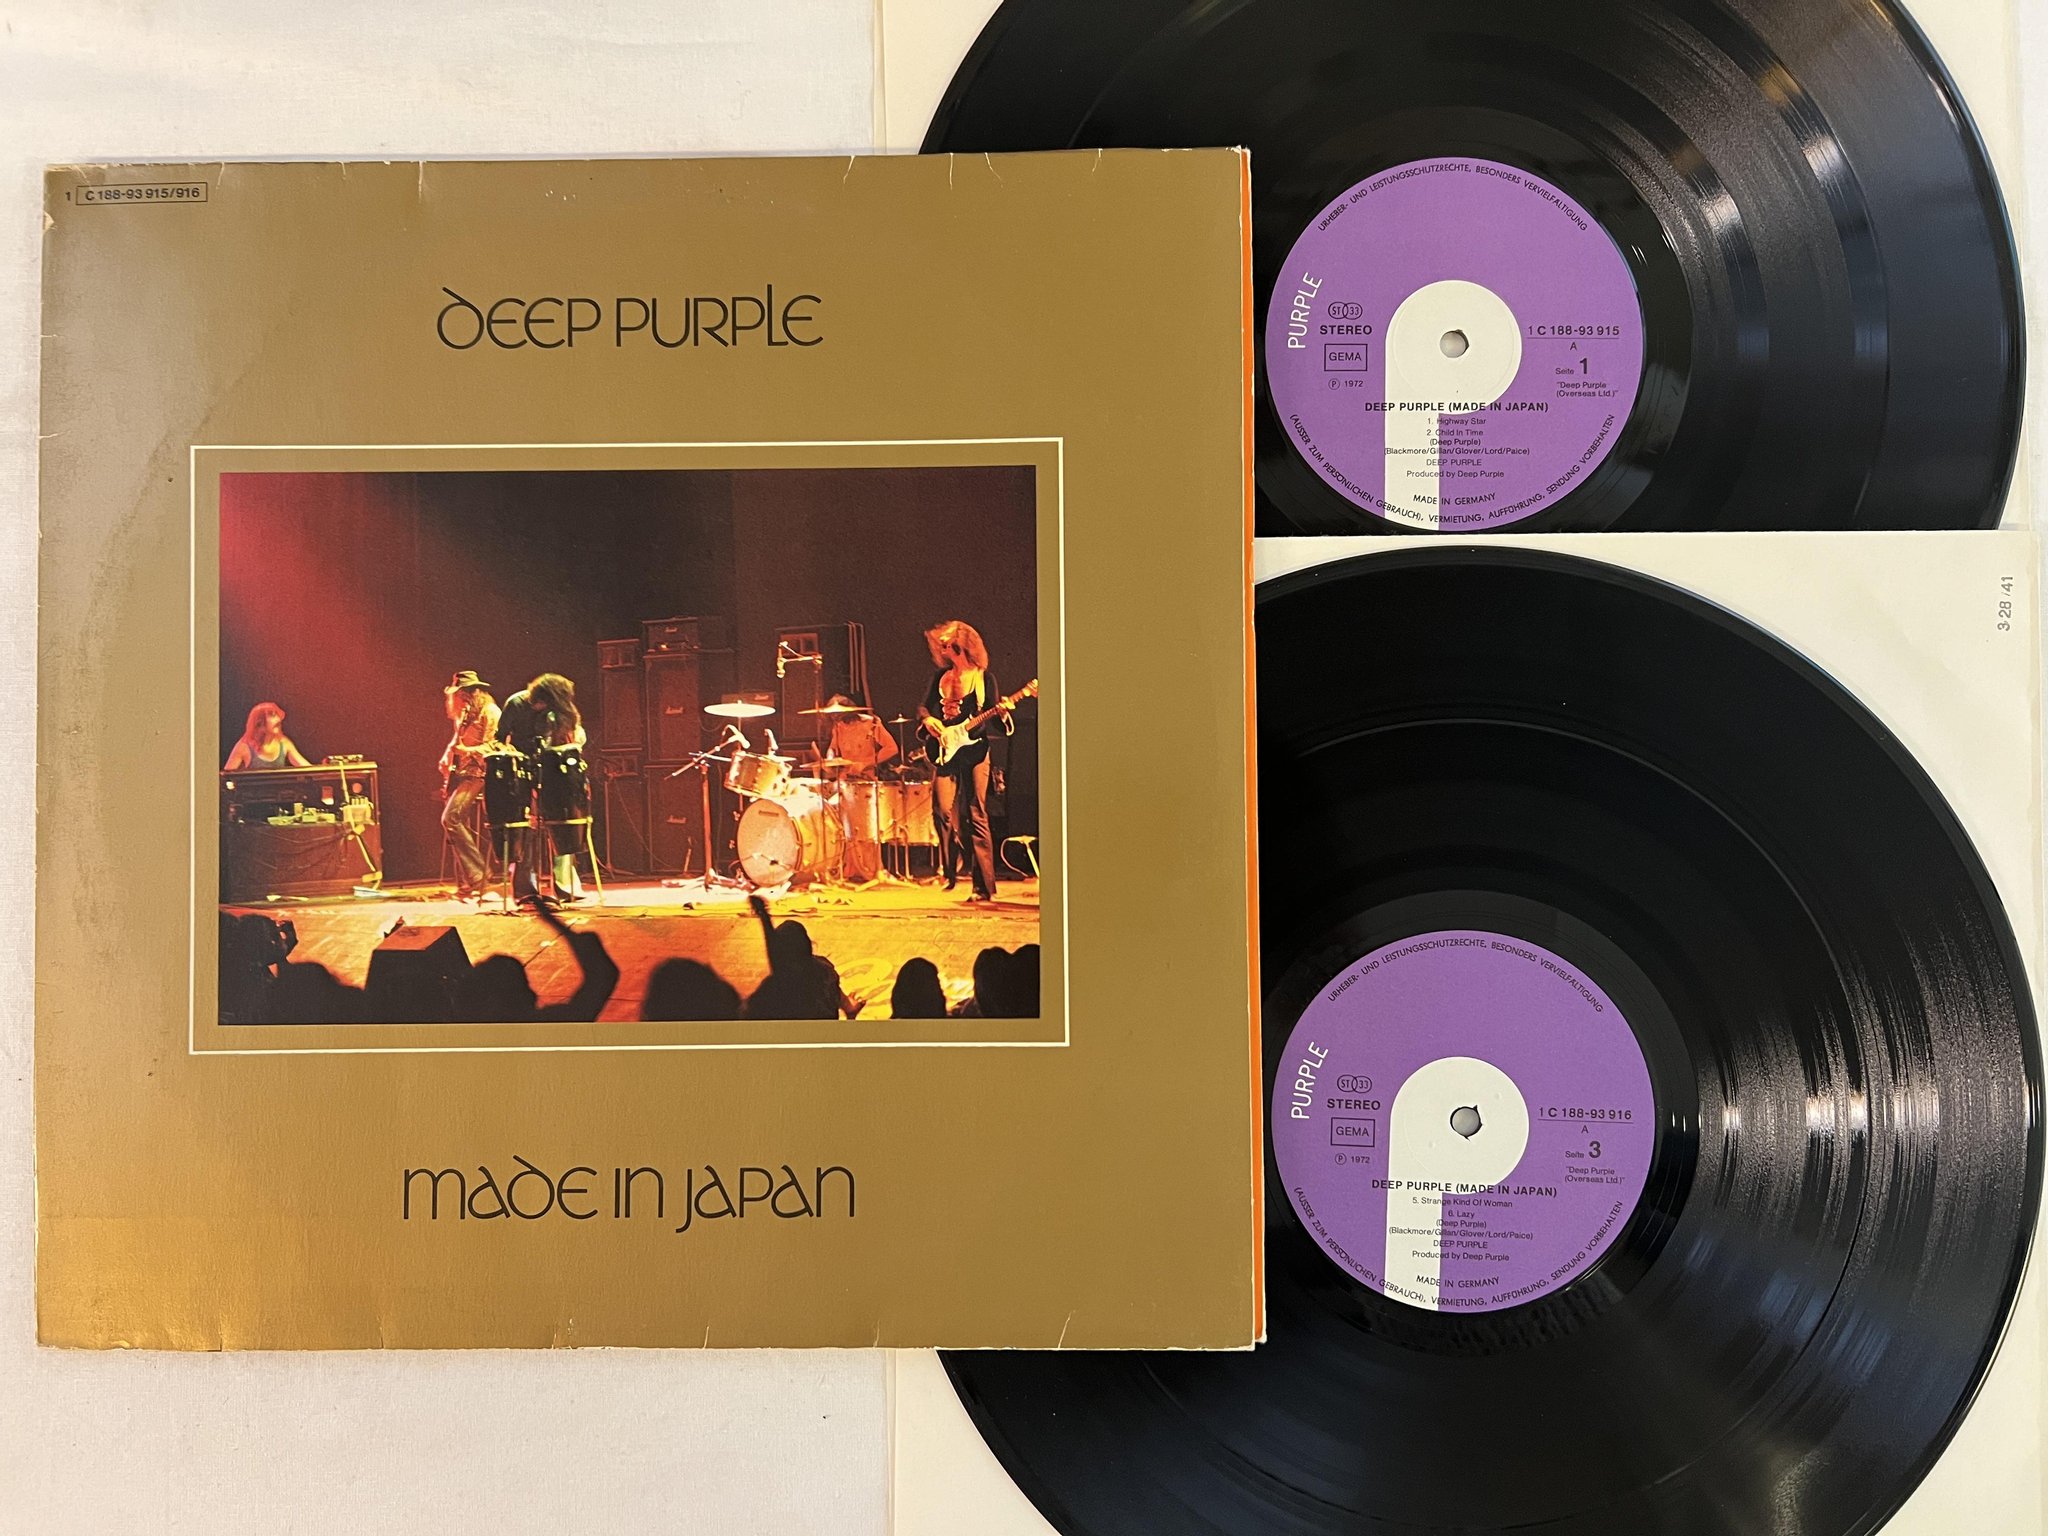 1 C 188-93 915/916
DEEP PURPLE
MADE IN JAPAN
URHEBER- UND LEISTUNGSSCHUTZRECHTE, BESONDERS VERVIELFÄLTIGUNG
PURPLE
ST 33
STEREO
GEMA
℗ 1972
1 C 188-93 915
A
Seite 1
"Deep Purple
(Overseas Ltd.)"
DEEP PURPLE (MADE IN JAPAN)
1. Highway Star
2. Child In Time
(Deep Purple)
(Blackmore/Gillan/Glover/Lord/Paice)
DEEP PURPLE
Produced by Deep Purple
MADE IN GERMANY
(AUSSER ZUM PERSÖNLICHEN GEBRAUCH), VERMIETUNG, AUFFÜHRUNG, SENDUNG VORBEHALTEN
3 28 /41
URHEBER- UND LEISTUNGSSCHUTZRECHTE, BESONDERS VERVIELFÄLTIGUNG
PURPLE
ST 33
STEREO
GEMA
℗ 1972
1 C 188-93 916
A
Seite 3
"Deep Purple
(Overseas Ltd.)"
DEEP PURPLE (MADE IN JAPAN)
5. Strange Kind Of Woman
6. Lazy
(Deep Purple)
(Blackmore/Gillan/Glover/Lord/Paice)
DEEP PURPLE
Produced by Deep Purple
MADE IN GERMANY
(AUSSER ZUM PERSÖNLICHEN GEBRAUCH), VERMIETUNG, AUFFÜHRUNG, SENDUNG VORBEHALTEN